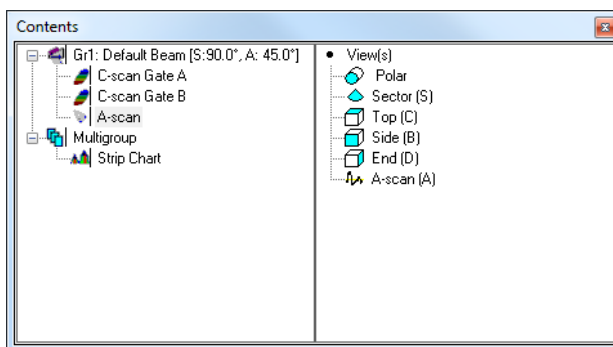 Contents
Gr1: Default Beam [S:90.0°, A: 45.0°]
C-scan Gate A
C-scan Gate B
A-scan
Multigroup
Strip Chart
View(s)
Polar
Sector (S)
Top (C)
Side (B)
End (D)
A-scan (A)